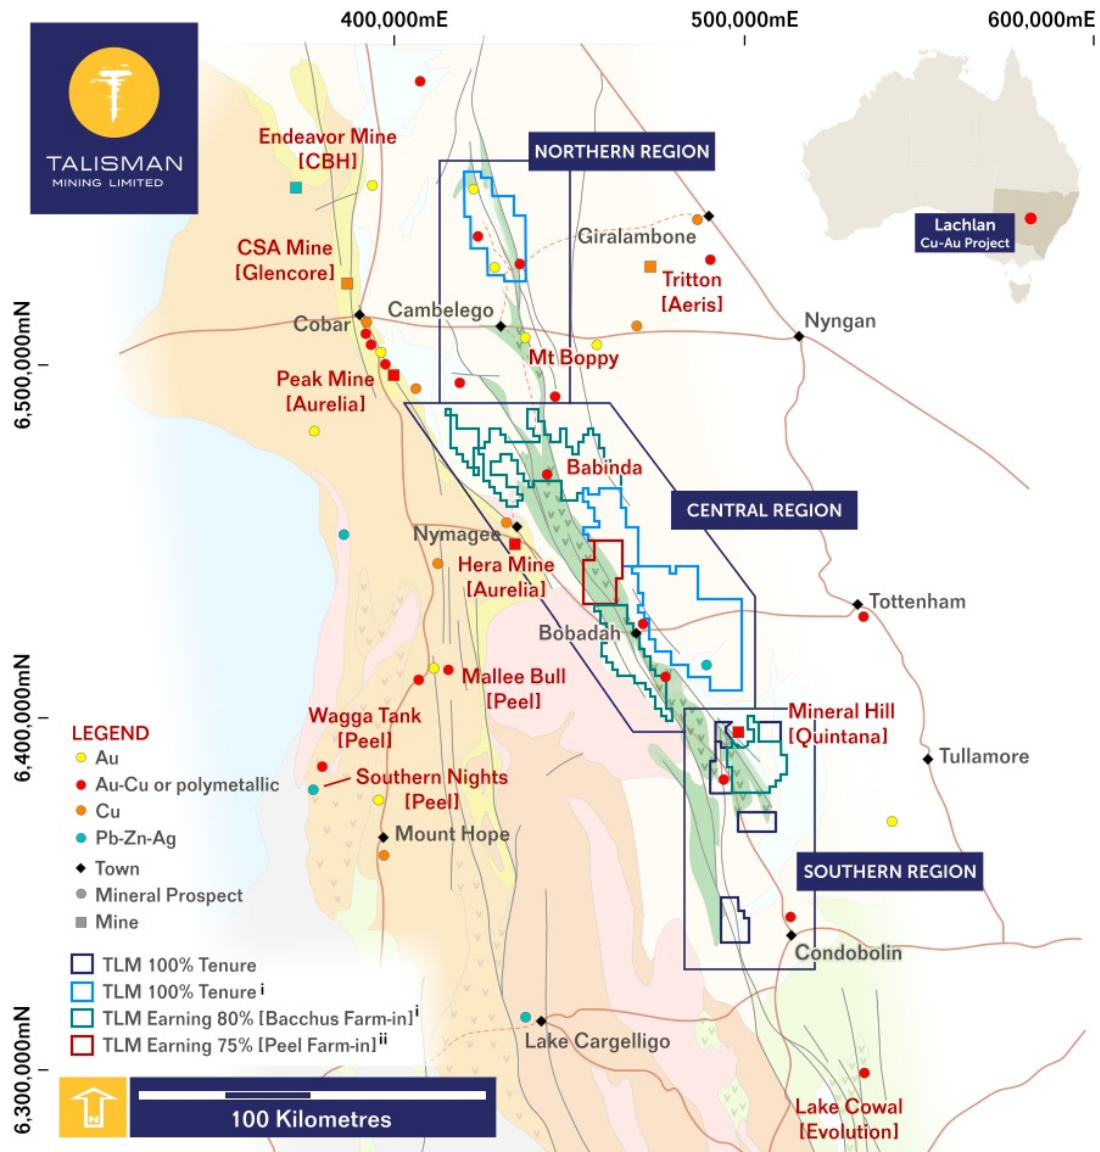 400,000mE
500,000mE
600,000mE
TALISMAN
MINING LIMITED
Endeavor Mine
[CBH]
NORTHERN REGION
Lachlan
Cu-Au Project
CSA Mine
[Glencore]
Giralambone
Tritton
[Aeris]
Cambelego
Cobar
Nyngan
Mt Boppy
6,500,000mN
Peak Mine
[Aurelia]
Babinda
CENTRAL REGION
Nymagee
Hera Mine
[Aurelia]
Tottenham
Bobadah
Mallee Bull
[Peel]
6,400,000mN
Wagga Tank
[Peel]
Mineral Hill
[Quintana]
Southern Nights
[Peel]
Tullamore
Mount Hope
SOUTHERN REGION
Condobolin
LEGEND
Au
Au-Cu or polymetallic
Cu
Pb-Zn-Ag
Town
Mineral Prospect
Mine
TLM 100% Tenure
TLM 100% Tenure i
TLM Earning 80% [Bacchus Farm-in] i
TLM Earning 75% [Peel Farm-in] ii
Lake Cargelligo
6,300,000mN
Lake Cowal
[Evolution]
N
100 Kilometres